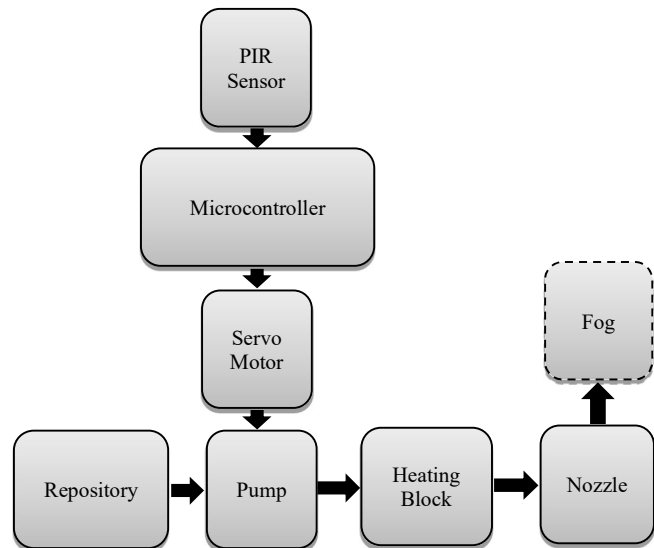 PIR
Sensor
Microcontroller
Servo
Motor
Fog
Repository
Pump
Heating
Block
Nozzle